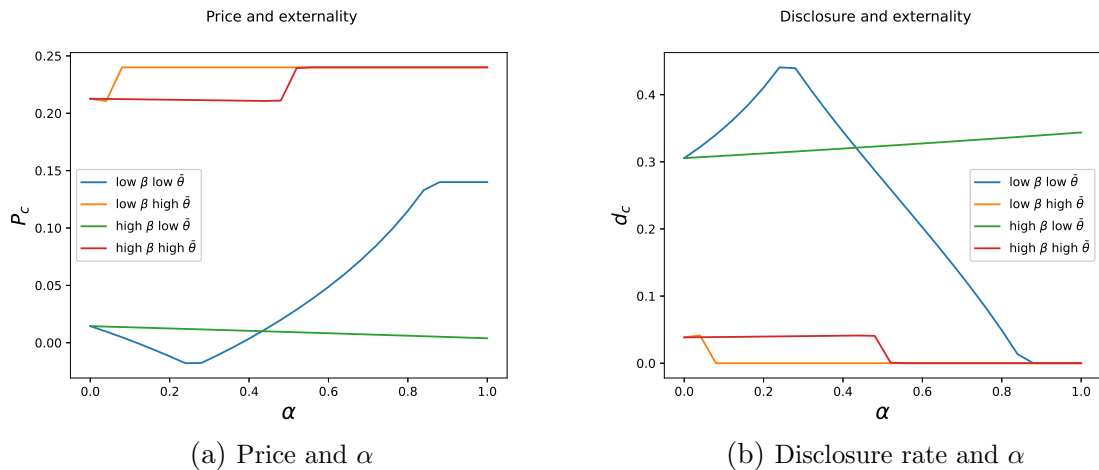 Price and externality
0.25
0.20
0.15
0.10
0.05
0.00
P_c
low β low θ̄
low β high θ̄
high β low θ̄
high β high θ̄
0.0 0.2 0.4 0.6 0.8 1.0
α
(a) Price and α
Disclosure and externality
0.4
0.3
0.2
0.1
0.0
d_c
low β low θ̄
low β high θ̄
high β low θ̄
high β high θ̄
0.0 0.2 0.4 0.6 0.8 1.0
α
(b) Disclosure rate and α